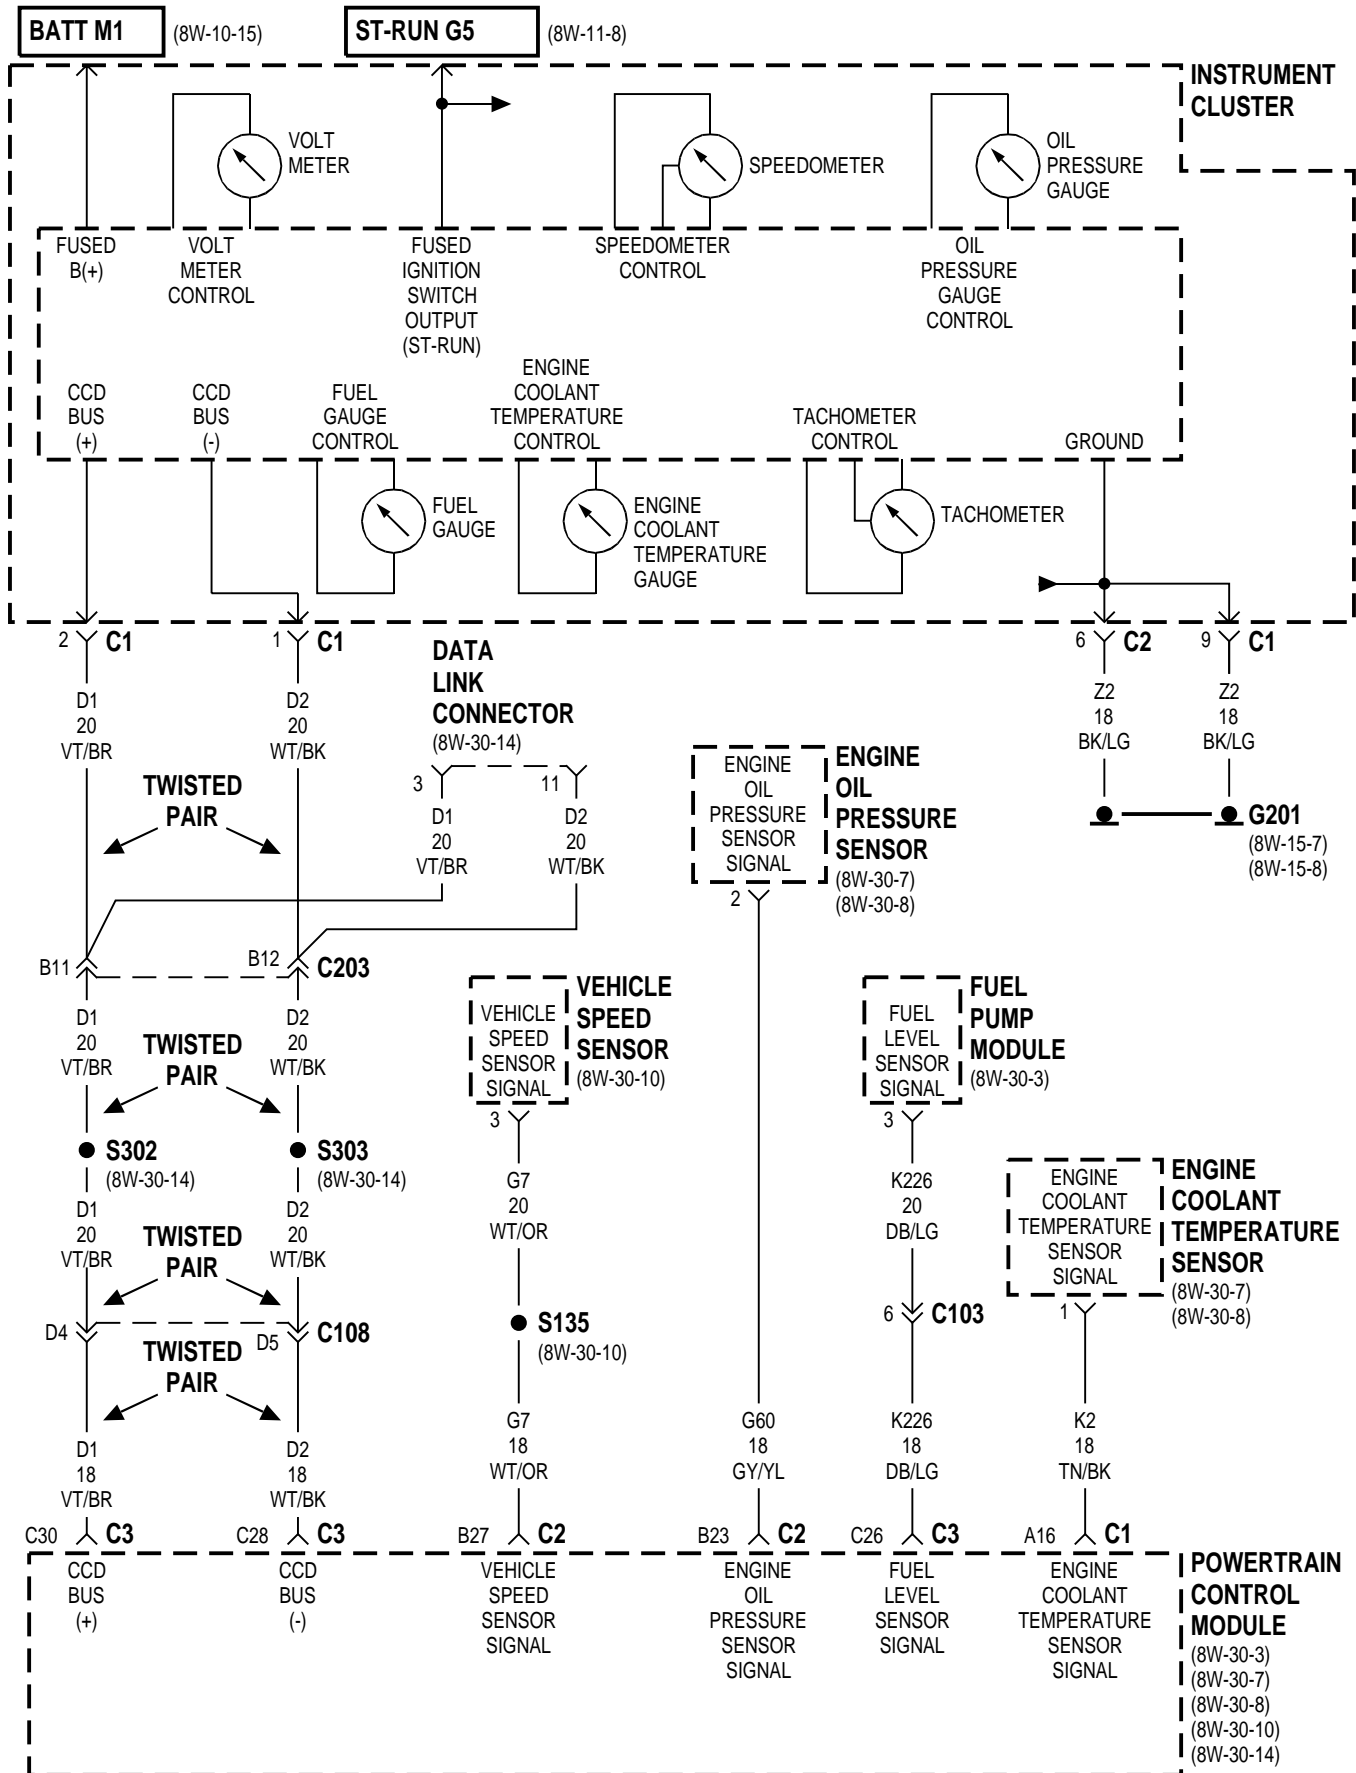 BATT M1
(8W-10-15)
ST-RUN G5
(8W-11-8)
INSTRUMENT
CLUSTER
VOLT
METER
SPEEDOMETER
OIL
PRESSURE
GAUGE
FUSED
B(+)
VOLT
METER
CONTROL
FUSED
IGNITION
SWITCH
OUTPUT
(ST-RUN)
SPEEDOMETER
CONTROL
OIL
PRESSURE
GAUGE
CONTROL
CCD
BUS
(+)
CCD
BUS
(-)
FUEL
GAUGE
CONTROL
ENGINE
COOLANT
TEMPERATURE
CONTROL
TACHOMETER
CONTROL
GROUND
FUEL
GAUGE
ENGINE
COOLANT
TEMPERATURE
GAUGE
TACHOMETER
2 C1
1 C1
6 C2
9 C1
D1
20
VT/BR
D2
20
WT/BK
DATA
LINK
CONNECTOR
(8W-30-14)
3
11
D1
20
VT/BR
D2
20
WT/BK
TWISTED
PAIR
Z2
18
BK/LG
Z2
18
BK/LG
G201
(8W-15-7)
(8W-15-8)
ENGINE
OIL
PRESSURE
SENSOR
SIGNAL
ENGINE
OIL
PRESSURE
SENSOR
(8W-30-7)
(8W-30-8)
2
B11
B12 C203
D1
20
VT/BR
D2
20
WT/BK
TWISTED
PAIR
VEHICLE
SPEED
SENSOR
SIGNAL
VEHICLE
SPEED
SENSOR
(8W-30-10)
3
FUEL
LEVEL
SENSOR
SIGNAL
FUEL
PUMP
MODULE
(8W-30-3)
3
S302
(8W-30-14)
S303
(8W-30-14)
G7
20
WT/OR
K226
20
DB/LG
ENGINE
COOLANT
TEMPERATURE
SENSOR
SIGNAL
ENGINE
COOLANT
TEMPERATURE
SENSOR
(8W-30-7)
(8W-30-8)
1
D1
20
VT/BR
D2
20
WT/BK
TWISTED
PAIR
D4
D5 C108
S135
(8W-30-10)
6 C103
TWISTED
PAIR
D1
18
VT/BR
D2
18
WT/BK
G7
18
WT/OR
G60
18
GY/YL
K226
18
DB/LG
K2
18
TN/BK
C30 C3
C28 C3
B27 C2
B23 C2
C26 C3
A16 C1
CCD
BUS
(+)
CCD
BUS
(-)
VEHICLE
SPEED
SENSOR
SIGNAL
ENGINE
OIL
PRESSURE
SENSOR
SIGNAL
FUEL
LEVEL
SENSOR
SIGNAL
ENGINE
COOLANT
TEMPERATURE
SENSOR
SIGNAL
POWERTRAIN
CONTROL
MODULE
(8W-30-3)
(8W-30-7)
(8W-30-8)
(8W-30-10)
(8W-30-14)